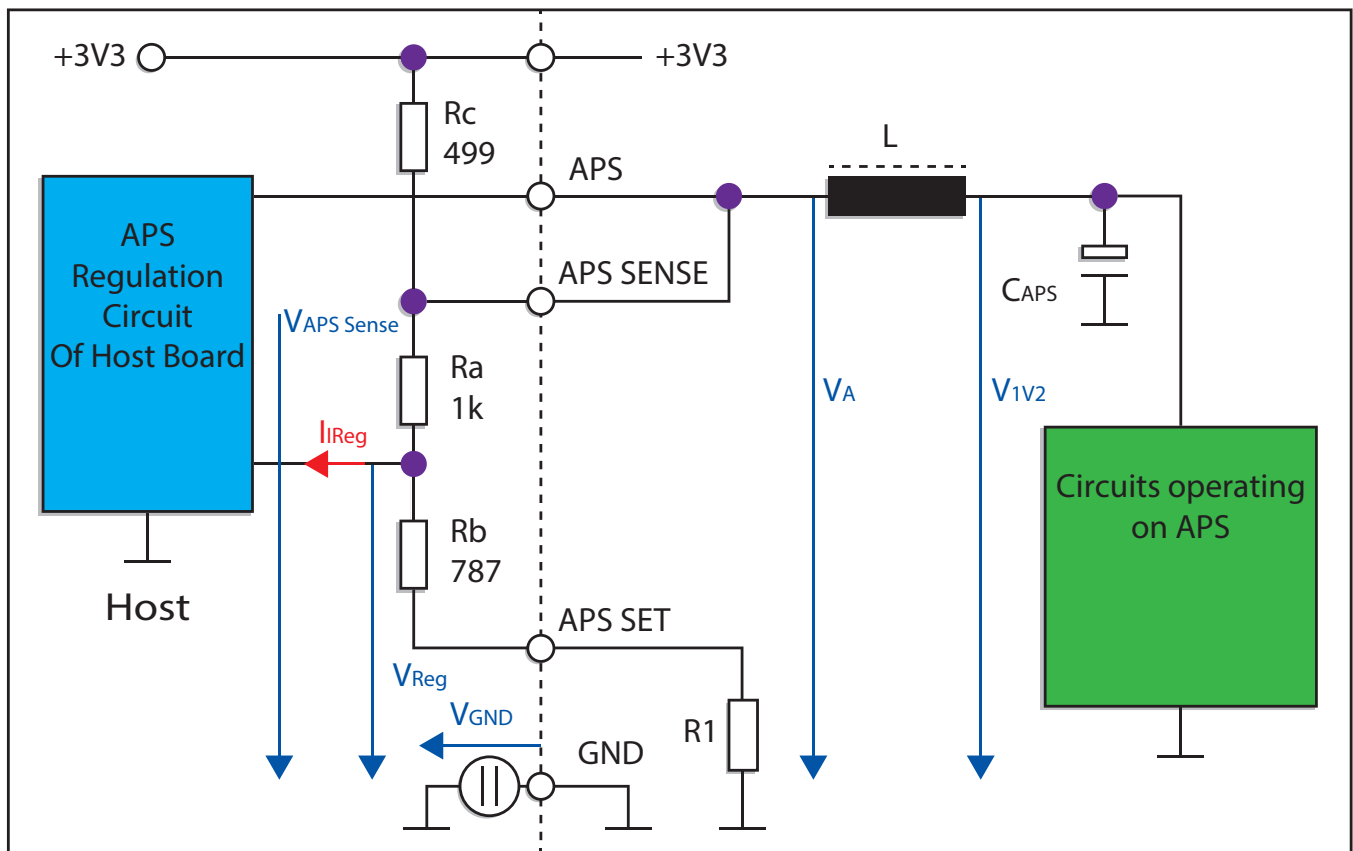 +3V3
+3V3
Rc
499
L
APS
APS
Regulation
Circuit
Of Host Board
APS SENSE
CAPS
VAPS Sense
Ra
1k
VA
V1V2
IIReg
Circuits operating
on APS
Rb
787
Host
APS SET
VReg
VGND
R1
GND